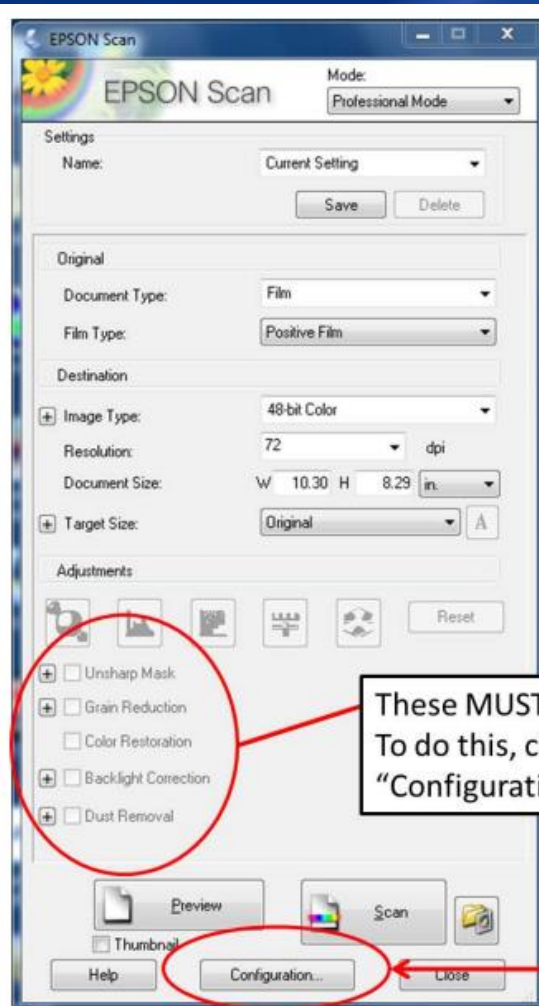 EPSON Scan
EPSON Scan
Mode:
Professional Mode
Settings
Name: Current Setting
Save Delete
Original
Document Type: Film
Film Type: Positive Film
Destination
Image Type: 48-bit Color
Resolution: 72 dpi
Document Size: W 10.30 H 8.29 in.
Target Size: Original A
Adjustments
Reset
Unsharp Mask
Grain Reduction
Color Restoration
Backlight Correction
Dust Removal
These MUST
To do this, c
"Configurati
Preview Scan
Thumbnail
Help Configuration... Close